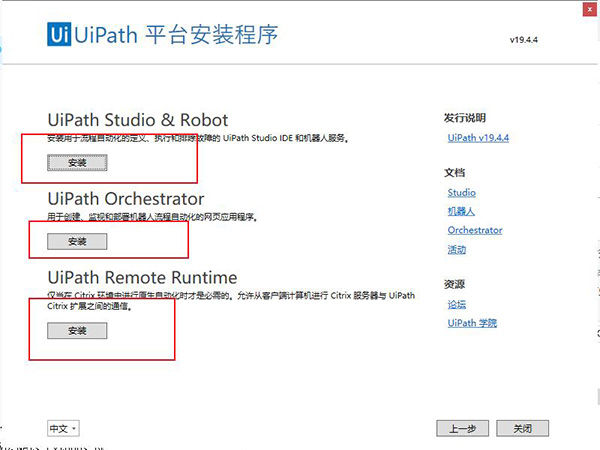 Ui UiPath 平台安装程序
v19.4.4
UiPath Studio & Robot
安装用于流程自动化的定义、执行和排除故障的 UiPath Studio IDE 和机器人服务。
安装
UiPath Orchestrator
用于创建、监视和部署机器人流程自动化的网页应用程序。
安装
UiPath Remote Runtime
仅当在 Citrix 环境中进行原生自动化时才是必需的。允许从客户端计算机进行 Citrix 服务器与 UiPath
Citrix 扩展之间的通信。
安装
发行说明
UiPath v19.4.4
文档
Studio
机器人
Orchestrator
活动
资源
论坛
UiPath 学院
中文
上一步
关闭